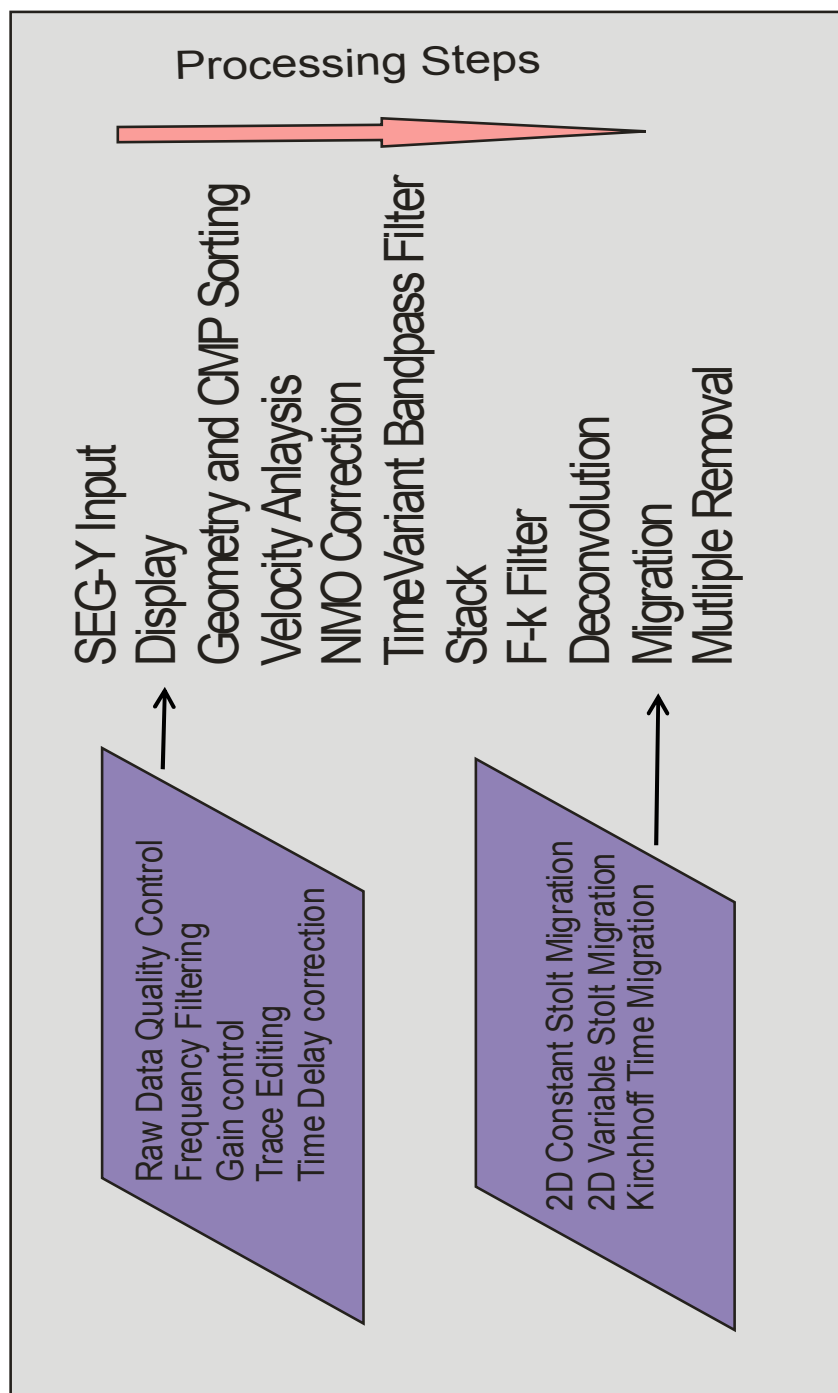 Processing Steps
SEG-Y Input
Display
Geometry and CMP Sorting
Velocity Anlaysis
NMO Correction
TimeVariant Bandpass Filter
Stack
F-k Filter
Deconvolution
Migration
Mutliple Removal
Raw Data Quality Control
Frequency Filtering
Gain control
Trace Editing
Time Delay correction
2D Constant Stolt Migration
2D Variable Stolt Migration
Kirchhoff Time Migration